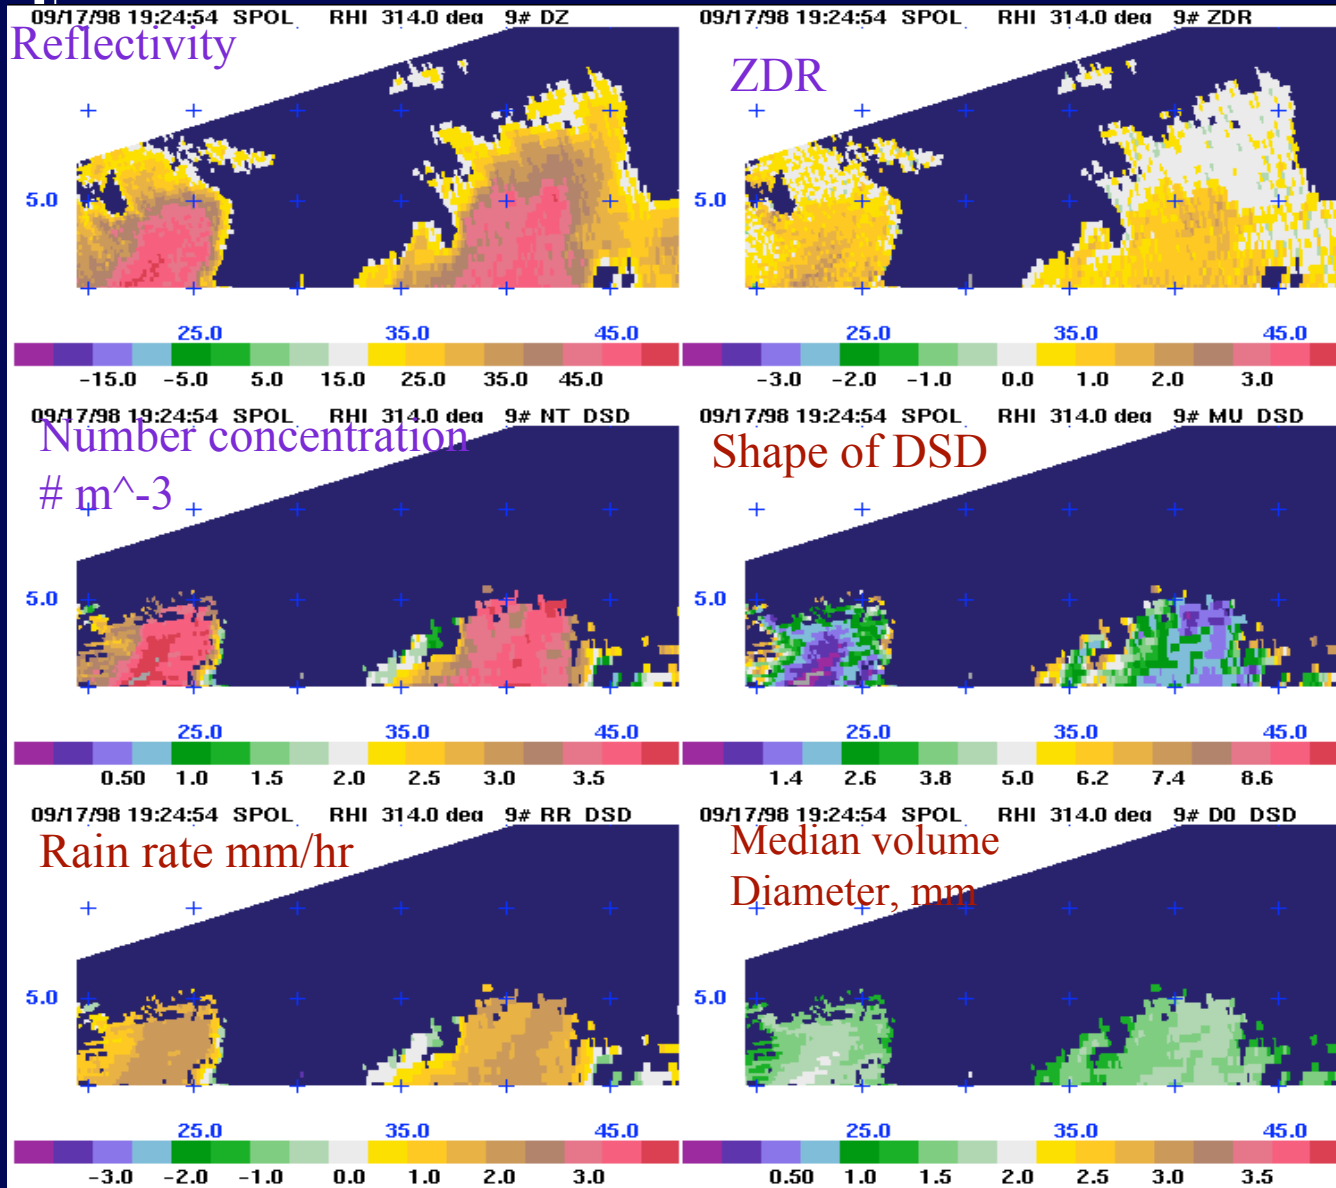 09/17/98 19:24:54 SPOL RHI 314.0 deg 9# DZ
Reflectivity
5.0
25.0 35.0 45.0
-15.0 -5.0 5.0 15.0 25.0 35.0 45.0
09/17/98 19:24:54 SPOL RHI 314.0 deg 9# ZDR
ZDR
5.0
25.0 35.0 45.0
-3.0 -2.0 -1.0 0.0 1.0 2.0 3.0
09/17/98 19:24:54 SPOL RHI 314.0 deg 9# NT DSD
Number concentration
# m^-3
5.0
25.0 35.0 45.0
0.50 1.0 1.5 2.0 2.5 3.0 3.5
09/17/98 19:24:54 SPOL RHI 314.0 deg 9# MU DSD
Shape of DSD
5.0
25.0 35.0 45.0
1.4 2.6 3.8 5.0 6.2 7.4 8.6
09/17/98 19:24:54 SPOL RHI 314.0 deg 9# RR DSD
Rain rate mm/hr
5.0
25.0 35.0 45.0
-3.0 -2.0 -1.0 0.0 1.0 2.0 3.0
09/17/98 19:24:54 SPOL RHI 314.0 deg 9# D0 DSD
Median volume
Diameter, mm
5.0
25.0 35.0 45.0
0.50 1.0 1.5 2.0 2.5 3.0 3.5